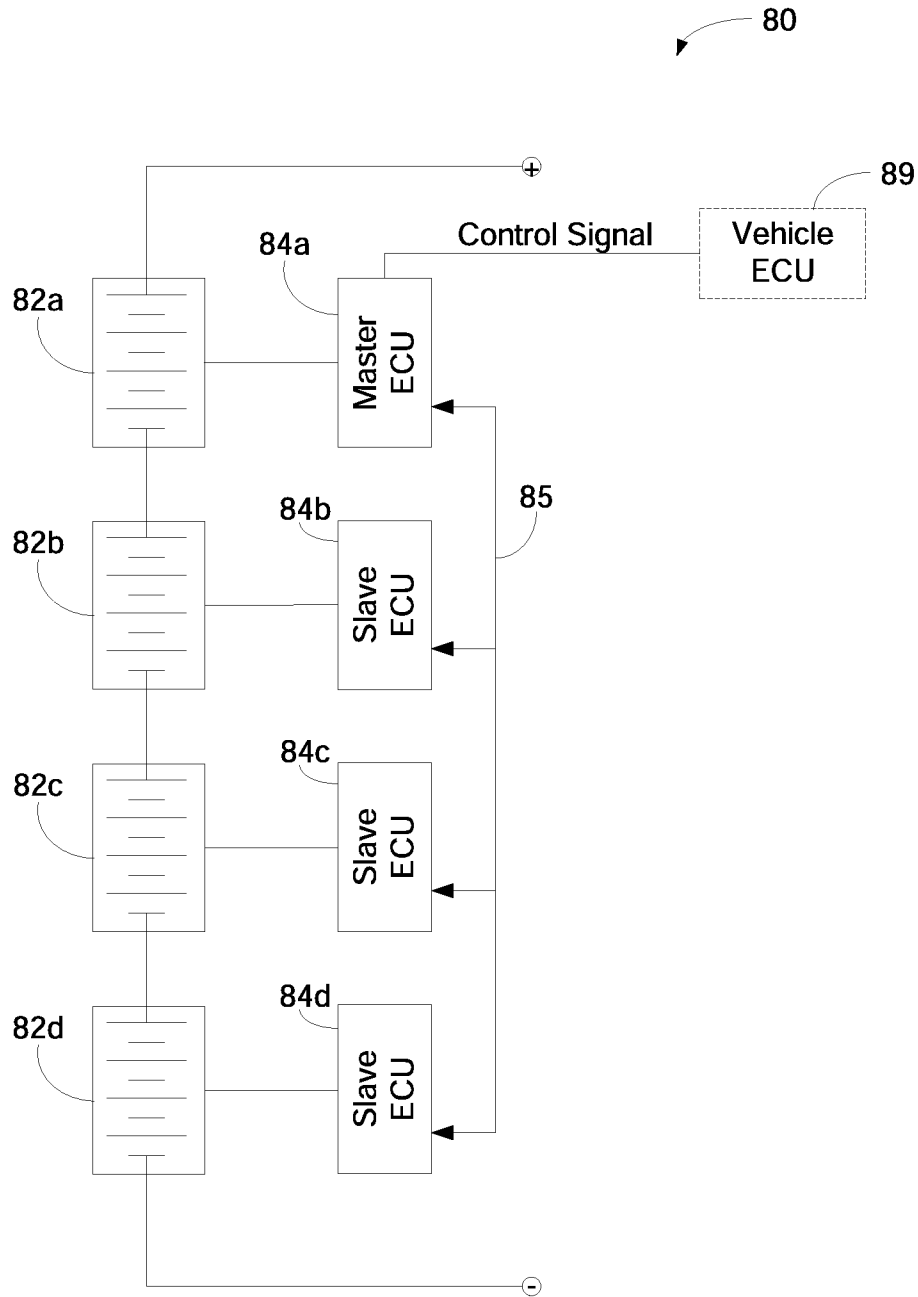 80
+
89
Vehicle
ECU
Control Signal
84a
82a
Master
ECU
84b
85
82b
Slave
ECU
84c
82c
Slave
ECU
84d
82d
Slave
ECU
-